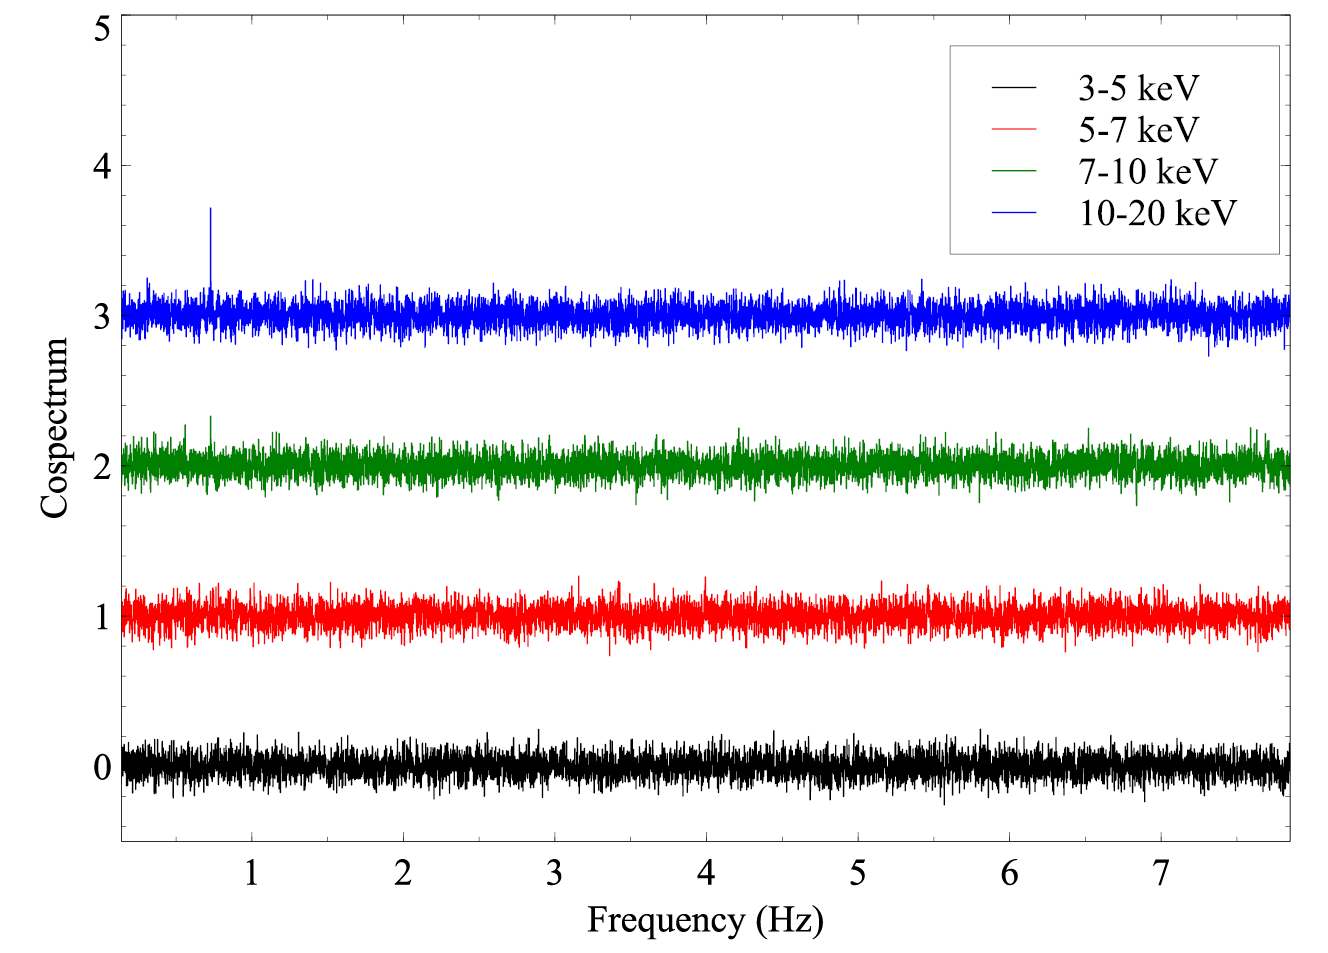 5
4
3
2
1
0
Cospectrum
3-5 keV
5-7 keV
7-10 keV
10-20 keV
1 2 3 4 5 6 7
Frequency (Hz)